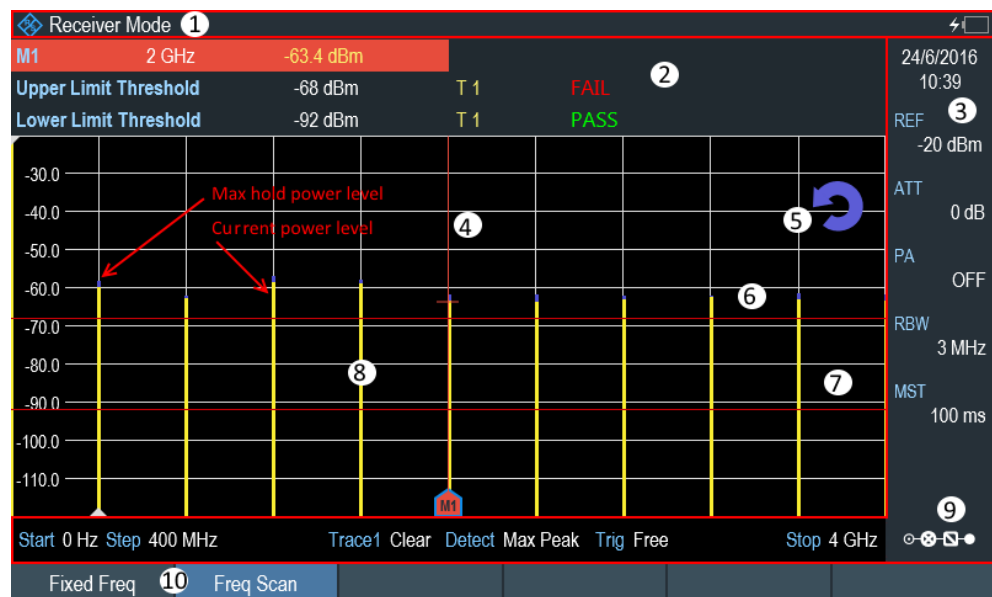 Receiver Mode 1
M1 2 GHz -63.4 dBm
Upper Limit Threshold -68 dBm T 1 FAIL
Lower Limit Threshold -92 dBm T 1 PASS
2
24/6/2016
10:39
3
REF
-20 dBm
ATT
0 dB
PA
OFF
RBW
3 MHz
MST
100 ms
9
-30.0
-40.0
-50.0
-60.0
-70.0
-80.0
-90.0
-100.0
-110.0
Max hold power level
Current power level
4
5
6
7
8
M1
Start 0 Hz Step 400 MHz Trace1 Clear Detect Max Peak Trig Free Stop 4 GHz
Fixed Freq 10 Freq Scan